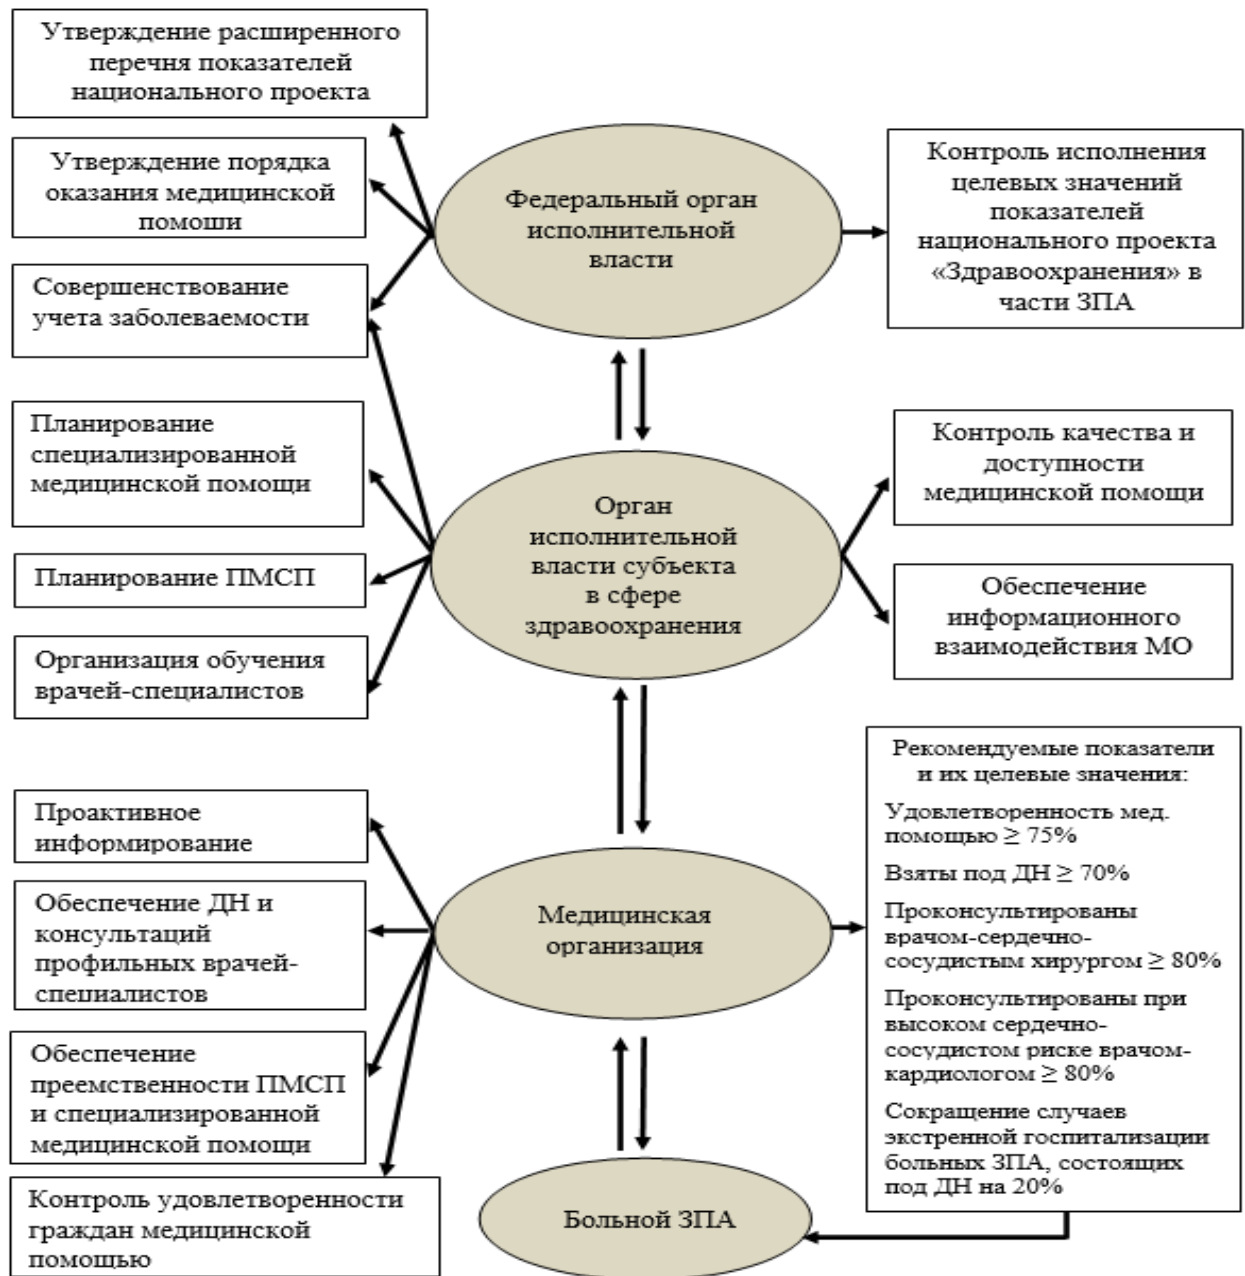 Утверждение расширенного
перечня показателей
национального проекта
Утверждение порядка
оказания медицинской
помоши
Совершенствование
учета заболеваемости
Федеральный орган
исполнительной
власти
Контроль исполнения
целевых значений
показателей
национального проекта
«Здравоохранения» в
части ЗПА
Планирование
специализированной
медицинской помощи
Планирование ПМСП
Организация обучения
врачей-специалистов
Орган
исполнительной
власти субъекта
в сфере
здравоохранения
Контроль качества и
доступности
медицинской помощи
Обеспечение
информационного
взаимодействия МО
Проактивное
информирование
Обеспечение ДН и
консультаций
профильных врачей-
специалистов
Обеспечение
преемственности ПМСП
и специализированной
медицинской помощи
Контроль удовлетворенности
граждан медицинской
помощью
Медицинская
организация
Рекомендуемые показатели
и их целевые значения:
Удовлетворенность мед.
помощью ≥ 75%
Взяты под ДН ≥ 70%
Проконсультированы
врачом-сердечно-
сосудистым хирургом ≥ 80%
Проконсультированы при
высоком сердечно-
сосудистом риске врачом-
кардиологом ≥ 80%
Сокращение случаев
экстренной госпитализации
больных ЗПА, состоящих
под ДН на 20%
Больной ЗПА